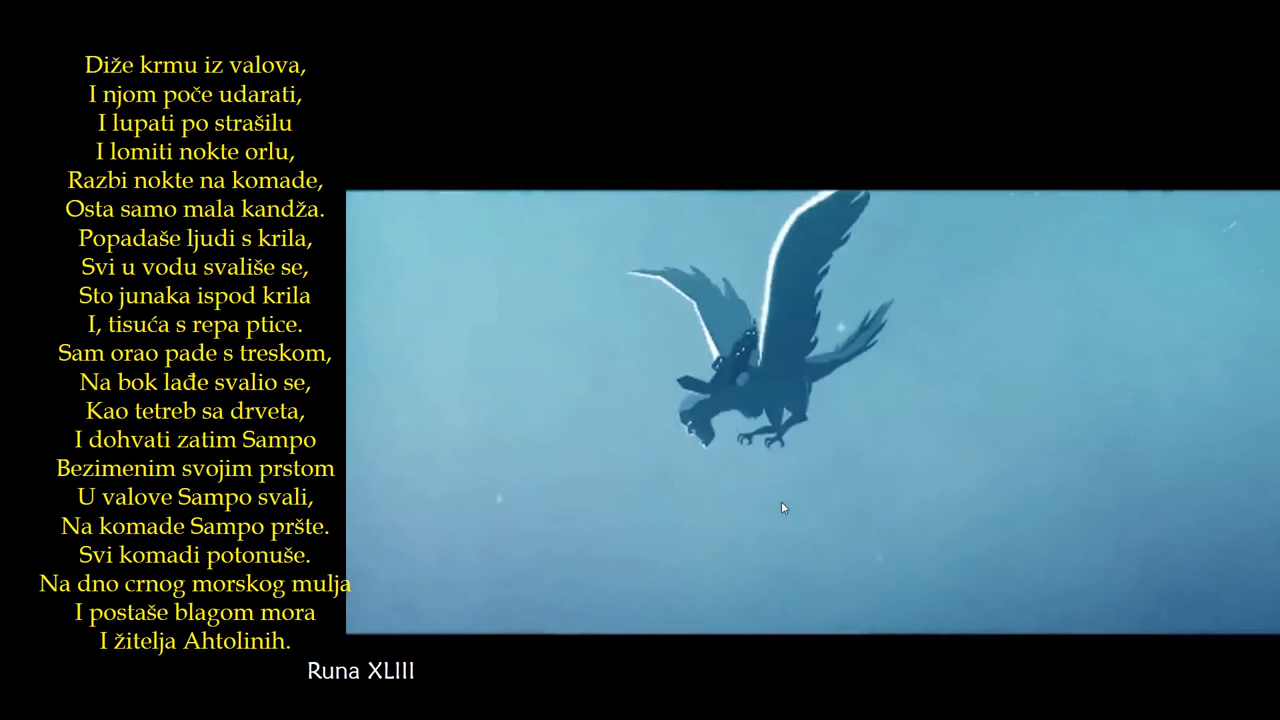 Diže krmu iz valova,
I njom poče udarati,
I lupati po strašilu
I lomiti nokte orlu,
Razbi nokte na komade,
Osta samo mala kandža.
Popadaše ljudi s krila,
Svi u vodu svališe se,
Sto junaka ispod krila
I, tisuća s repa ptice.
Sam orao pade s treskom,
Na bok lađe svalio se,
Kao tetreb sa drveta,
I dohvati zatim Sampo
Bezimenim svojim prstom
U valove Sampo svali,
Na komade Sampo pršte.
Svi komadi potonuše.
Na dno crnog morskog mulja
I postaše blagom mora
I žitelja Ahtolinih.
Runa XLIII